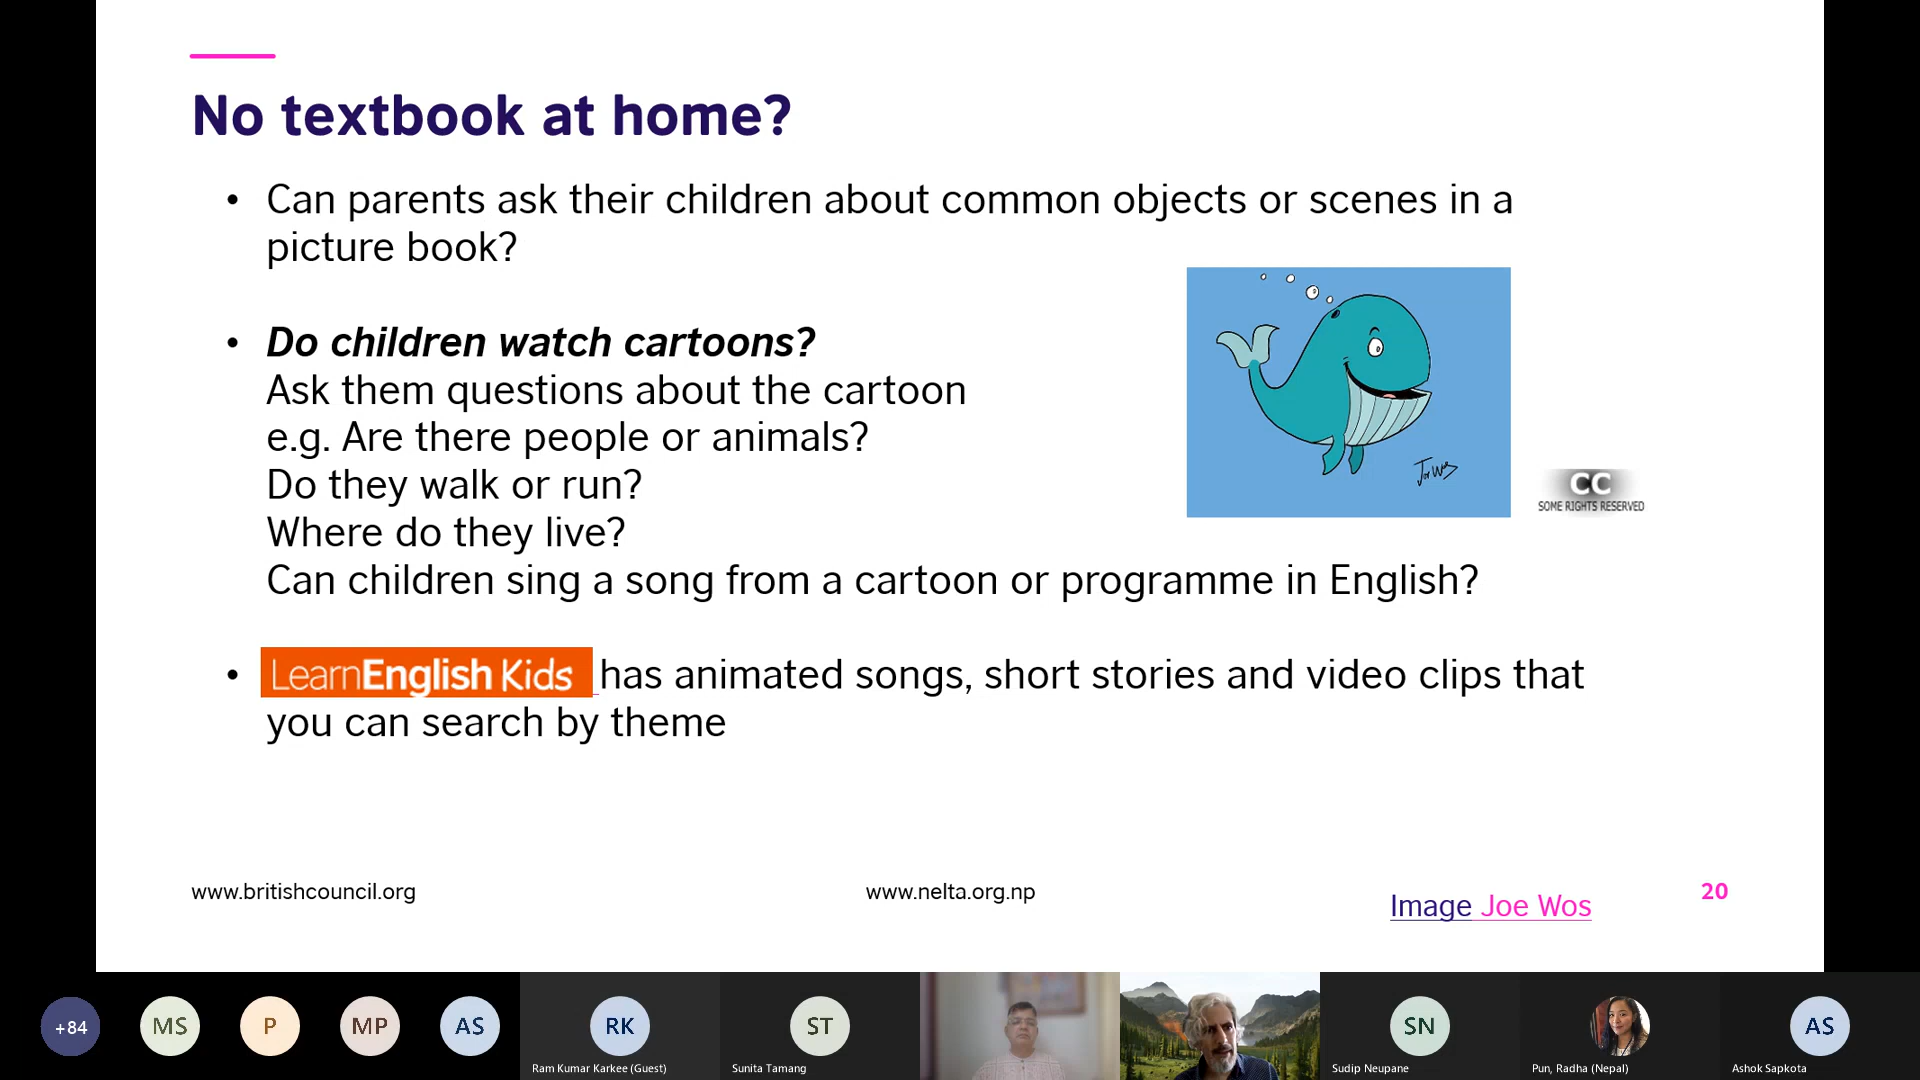 No textbook at home?
• Can parents ask their children about common objects or scenes in a
picture book?
• Do children watch cartoons?
Ask them questions about the cartoon
e.g. Are there people or animals?
Do they walk or run?
Where do they live?
Can children sing a song from a cartoon or programme in English?
Joe Wos
CC
SOME RIGHTS RESERVED
• LearnEnglish Kids has animated songs, short stories and video clips that
you can search by theme
www.britishcouncil.org
www.nelta.org.np
Image Joe Wos
20
+84
MS
P
MP
AS
RK
Ram Kumar Karkee (Guest)
ST
Sunita Tamang
SN
Sudip Neupane
Pun, Radha (Nepal)
AS
Ashok Sapkota